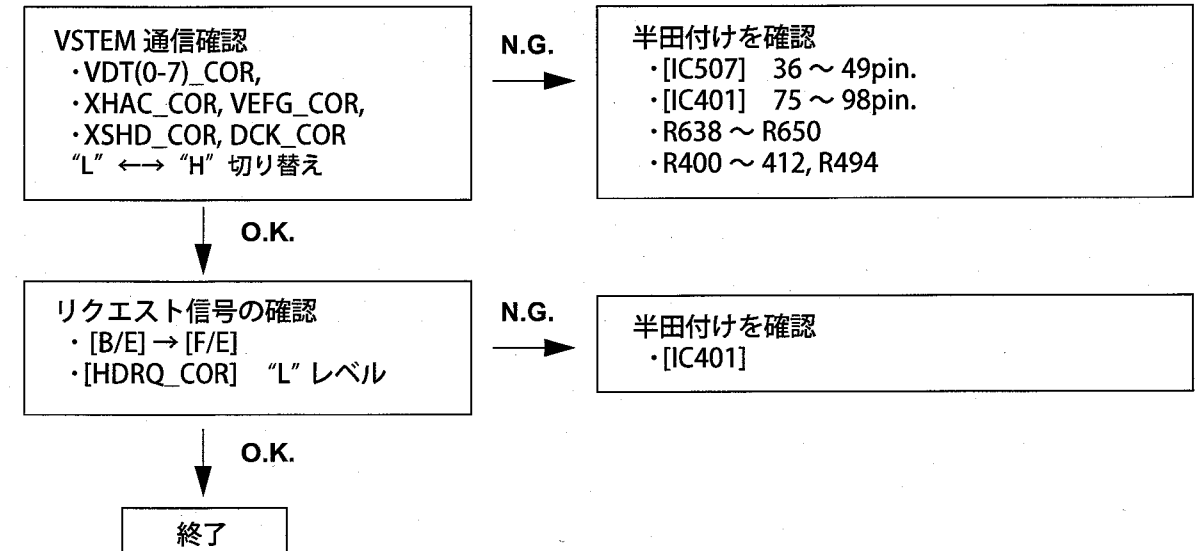 VSTEM 通信確認
・VDT(0-7)_COR,
・XHAC_COR, VEFG_COR,
・XSHD_COR, DCK_COR
“L” ←→ “H” 切り替え
N.G.
半田付けを確認
・[IC507] 36 ～ 49pin.
・[IC401] 75 ～ 98pin.
・R638 ～ R650
・R400 ～ 412, R494
O.K.
リクエスト信号の確認
・ [B/E] → [F/E]
・[HDRQ_COR] “L” レベル
N.G.
半田付けを確認
・[IC401]
O.K.
終了